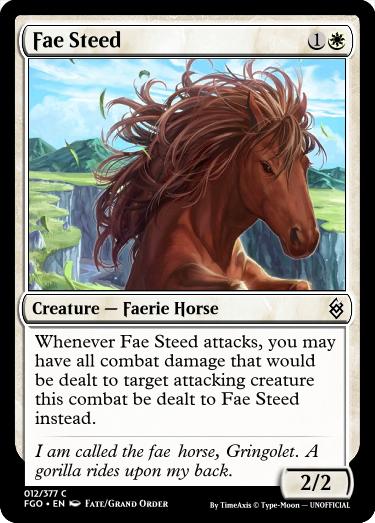 Fae Steed 1
Creature — Faerie Horse
Whenever Fae Steed attacks, you may
have all combat damage that would
be dealt to target attacking creature
this combat be dealt to Fae Steed
instead.
I am called the fae horse, Gringolet. A
gorilla rides upon my back.
2/2
012/377 C
FGO • EN Fate/Grand Order
By TimeAxis © Type-Moon — UNOFFICIAL